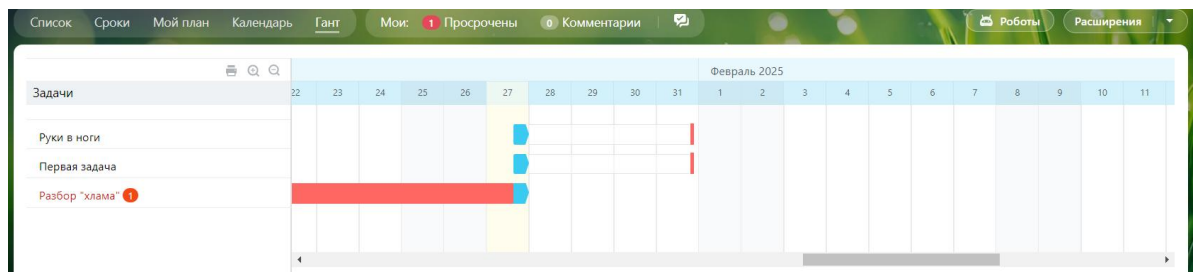 Список Сроки Мой план Календарь Гант Мои: 1 Просрочены 0 Комментарии Роботы Расширения
Февраль 2025
Задачи 22 23 24 25 26 27 28 29 30 31 1 2 3 4 5 6 7 8 9 10 11
Руки в ноги
Первая задача
Разбор "хлама" 1